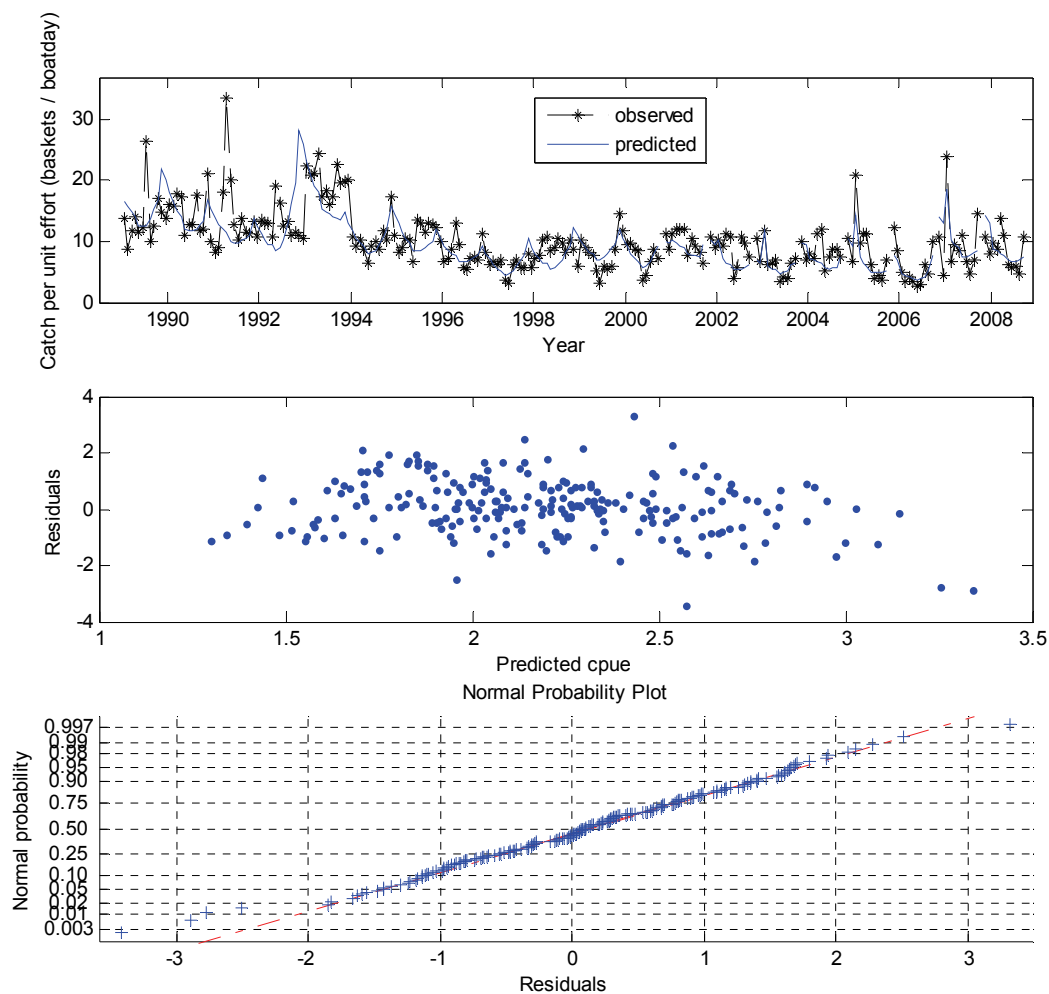 Catch per unit effort (baskets / boatday)
30
20
10
0
observed
predicted
1990 1992 1994 1996 1998 2000 2002 2004 2006 2008
Year
Residuals
4
2
0
-2
-4
1 1.5 2 2.5 3 3.5
Predicted cpue
Normal Probability Plot
Normal probability
0.997
0.99
0.98
0.95
0.90
0.75
0.50
0.25
0.10
0.05
0.02
0.01
0.003
-3 -2 -1 0 1 2 3
Residuals